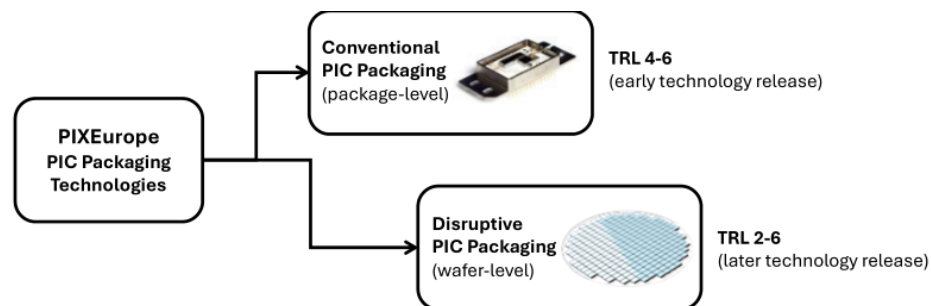 Conventional
PIC Packaging
(package-level)
TRL 4-6
(early technology release)
PIXEurope
PIC Packaging
Technologies
Disruptive
PIC Packaging
(wafer-level)
TRL 2-6
(later technology release)